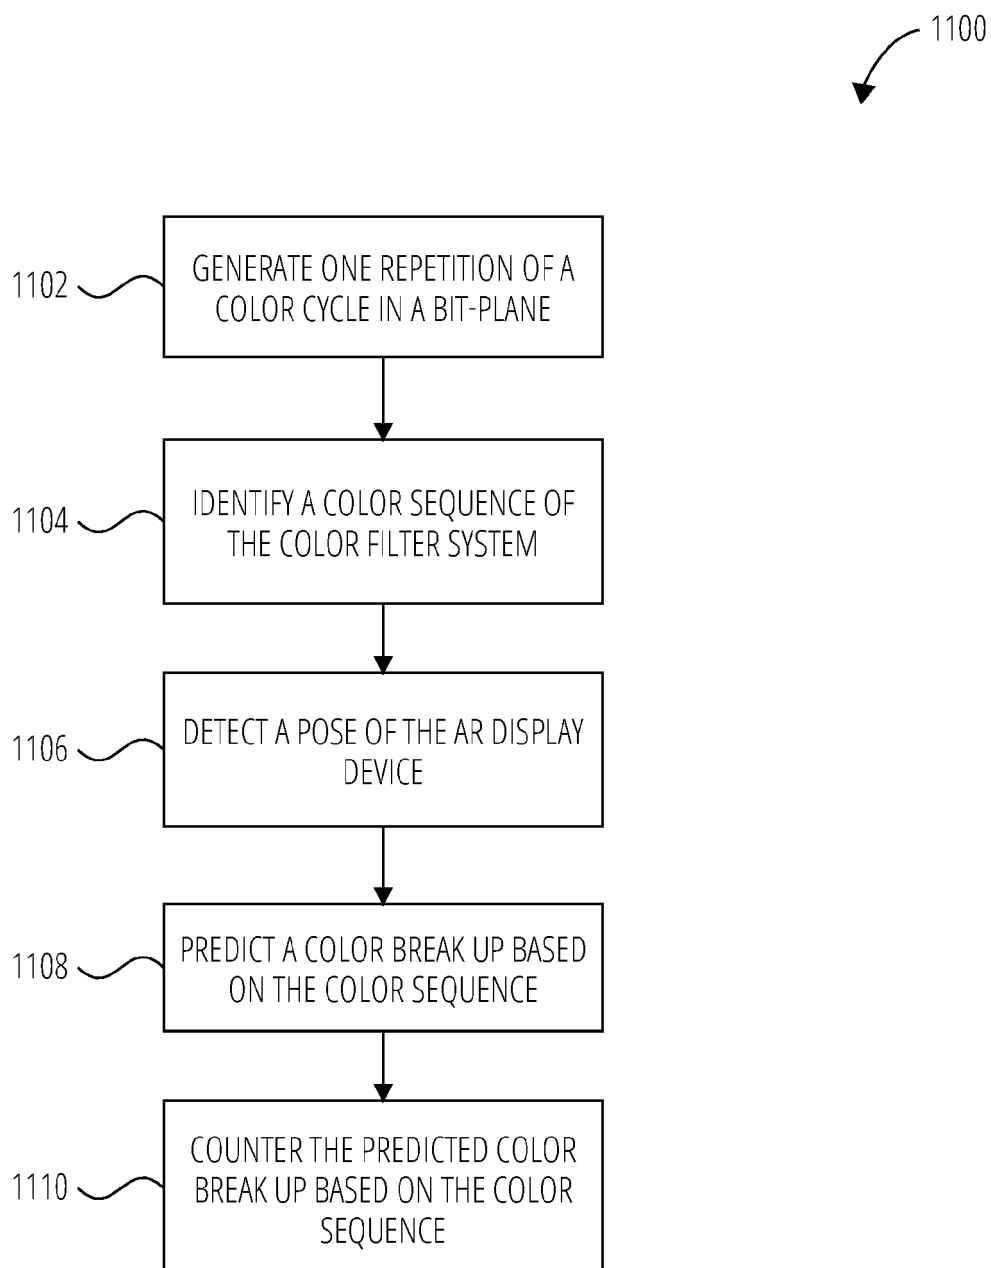 1100
1102
GENERATE ONE REPETITION OF A
COLOR CYCLE IN A BIT-PLANE
1104
IDENTIFY A COLOR SEQUENCE OF
THE COLOR FILTER SYSTEM
1106
DETECT A POSE OF THE AR DISPLAY
DEVICE
1108
PREDICT A COLOR BREAK UP BASED
ON THE COLOR SEQUENCE
1110
COUNTER THE PREDICTED COLOR
BREAK UP BASED ON THE COLOR
SEQUENCE